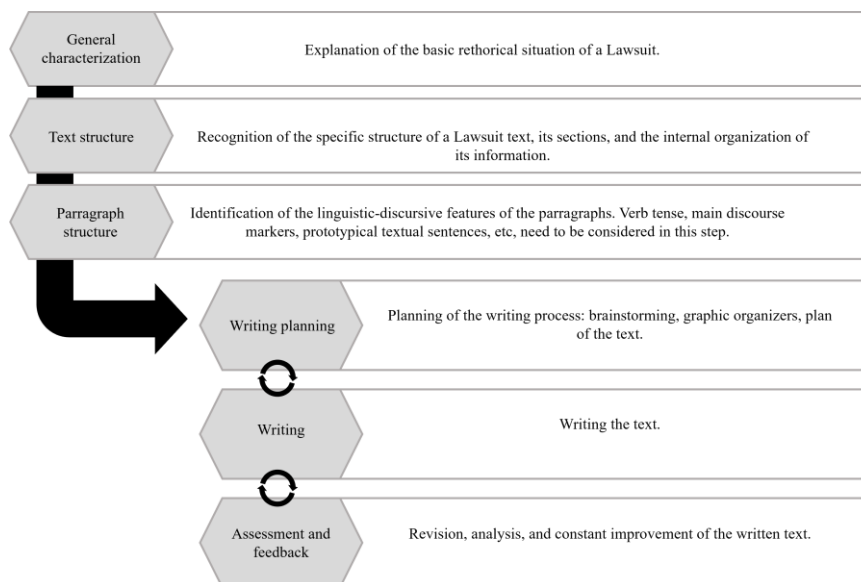 General
characterization
Explanation of the basic rethorical situation of a Lawsuit.
Text structure
Recognition of the specific structure of a Lawsuit text, its sections, and the internal organization of
its information.
Parragraph
structure
Identification of the linguistic-discursive features of the parragraphs. Verb tense, main discourse
markers, prototypical textual sentences, etc, need to be considered in this step.
Writing planning
Planning of the writing process: brainstorming, graphic organizers, plan
of the text.
Writing
Writing the text.
Assessment and
feedback
Revision, analysis, and constant improvement of the written text.